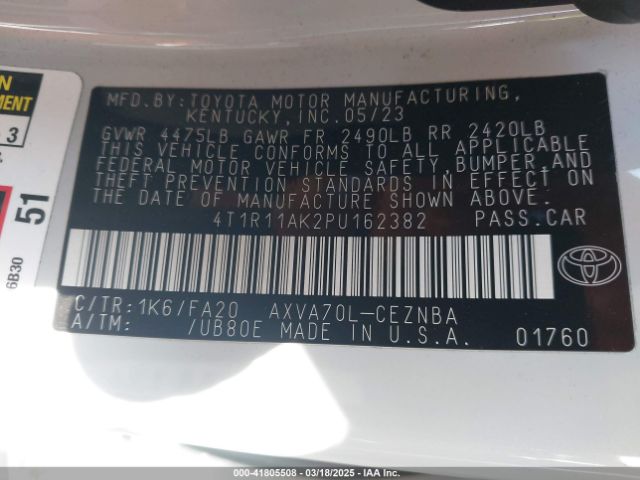 N
EMENT
3
51
6B30
MFD.BY:TOYOTA MOTOR MANUFACTURING,
KENTUCKY,INC.05/23
GVWR 4475LB GAWR FR 2490LB RR 2420LB
THIS VEHICLE CONFORMS TO ALL APPLICABLE
FEDERAL MOTOR VEHICLE SAFETY,BUMPER,AND
THEFT PREVENTION STANDARDS IN EFFECT ON
THE DATE OF MANUFACTURE SHOWN ABOVE.
4T1R11AK2PU162382 PASS.CAR
C/TR:1K6/FA20 AXVA70L-CEZNBA
A/TM: /UB80E MADE IN U.S.A. 01760
000-41805508 | 03/18/2025 — IAA Inc.